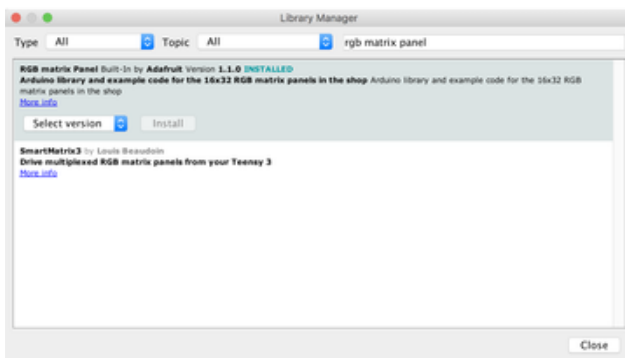 Library Manager
Type All Topic All rgb matrix panel
RGB matrix Panel Built-In by Adafruit Version 1.1.0 INSTALLED
Arduino library and example code for the 16x32 RGB matrix panels in the shop Arduino library and example code for the 16x32 RGB
matrix panels in the shop
More info
Select version Install
SmartMatrix3 by Louis Beaudoin
Drive multiplexed RGB matrix panels from your Teensy 3
More info
Close